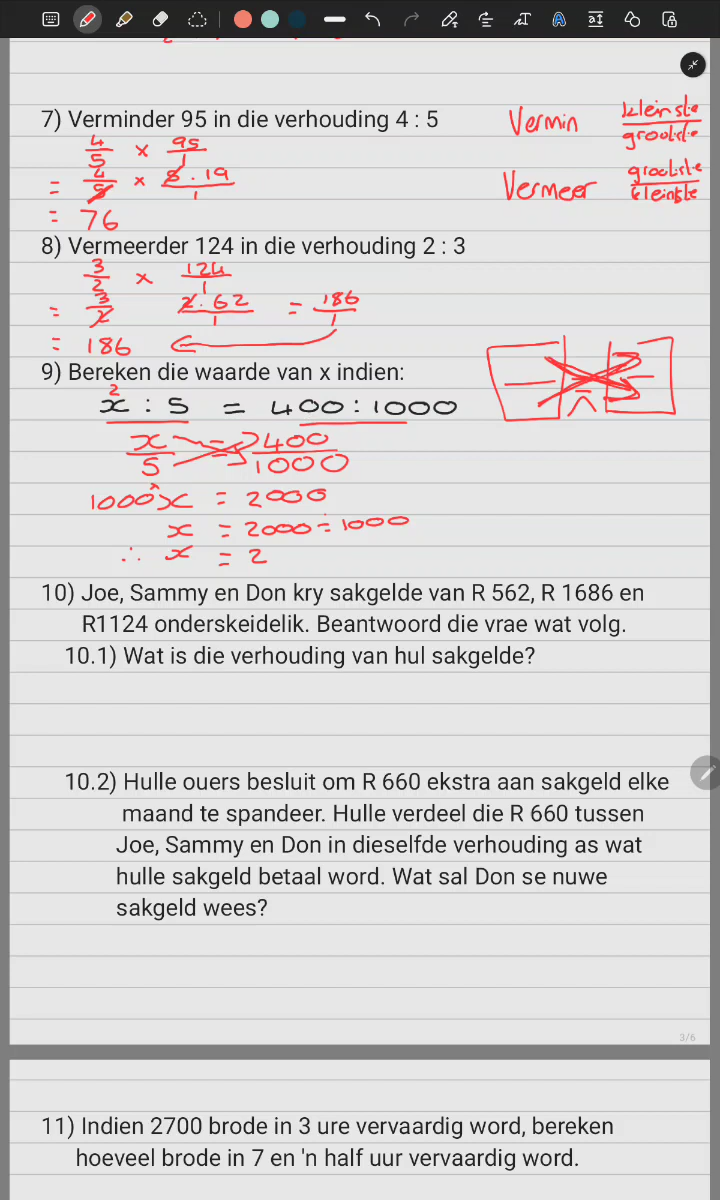 7) Verminder 95 in die verhouding 4 : 5
Vermin kleinste/grootste
4/5 × 95/1
= 4/5 × 5.19/1
Vermeer grootste/kleinste
= 76
8) Vermeerder 124 in die verhouding 2 : 3
3/2 × 124/1
= 3/2 2.62/1 = 186/1
= 186
9) Bereken die waarde van x indien:
2
x : 5 = 400 : 1000
x/5 = 400/1000
1000x = 2000
x = 2000 ÷ 1000
∴ x = 2
10) Joe, Sammy en Don kry sakgelde van R 562, R 1686 en
R1124 onderskeidelik. Beantwoord die vrae wat volg.
10.1) Wat is die verhouding van hul sakgelde?
10.2) Hulle ouers besluit om R 660 ekstra aan sakgeld elke
maand te spandeer. Hulle verdeel die R 660 tussen
Joe, Sammy en Don in dieselfde verhouding as wat
hulle sakgeld betaal word. Wat sal Don se nuwe
sakgeld wees?
3/6
11) Indien 2700 brode in 3 ure vervaardig word, bereken
hoeveel brode in 7 en 'n half uur vervaardig word.